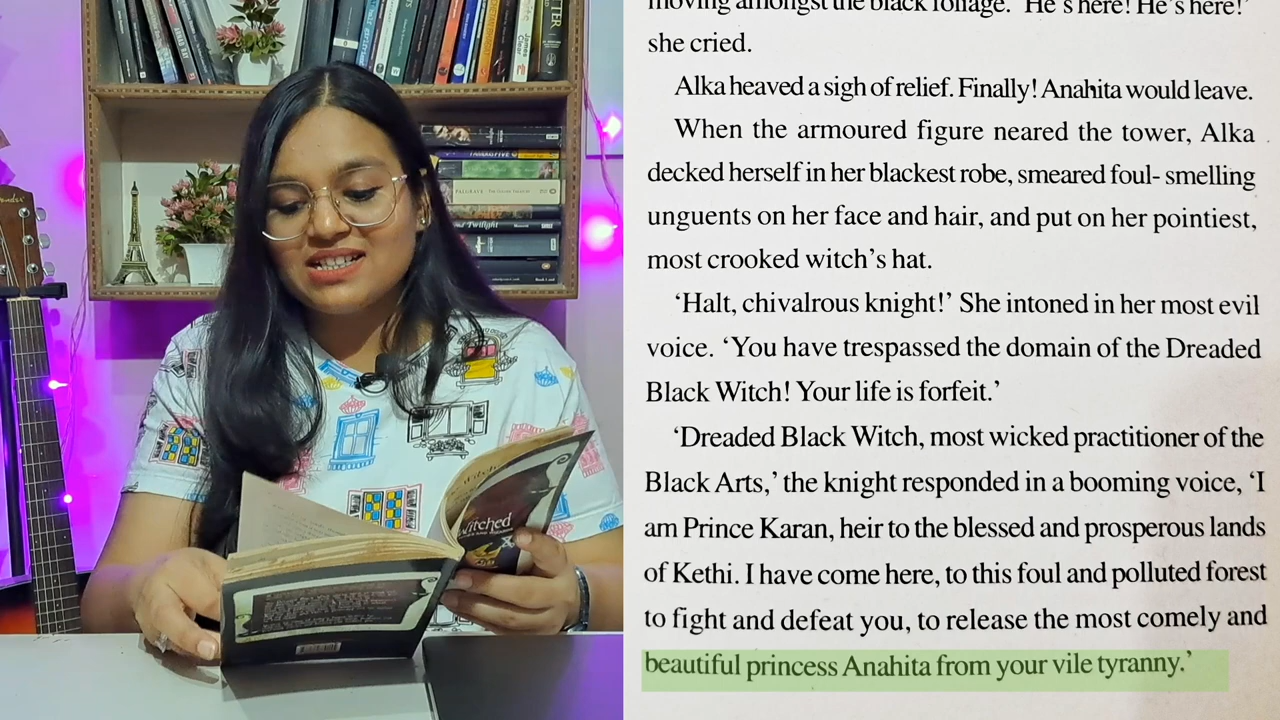 James
Clear
Twilight
Witch
witched
&
moving amongst the black foliage. 'He's here! He's here!'
she cried.
Alka heaved a sigh of relief. Finally! Anahita would leave.
When the armoured figure neared the tower, Alka
decked herself in her blackest robe, smeared foul- smelling
unguents on her face and hair, and put on her pointiest,
most crooked witch's hat.
'Halt, chivalrous knight!' She intoned in her most evil
voice. 'You have trespassed the domain of the Dreaded
Black Witch! Your life is forfeit.'
'Dreaded Black Witch, most wicked practitioner of the
Black Arts,' the knight responded in a booming voice, 'I
am Prince Karan, heir to the blessed and prosperous lands
of Kethi. I have come here, to this foul and polluted forest
to fight and defeat you, to release the most comely and
beautiful princess Anahita from your vile tyranny.'